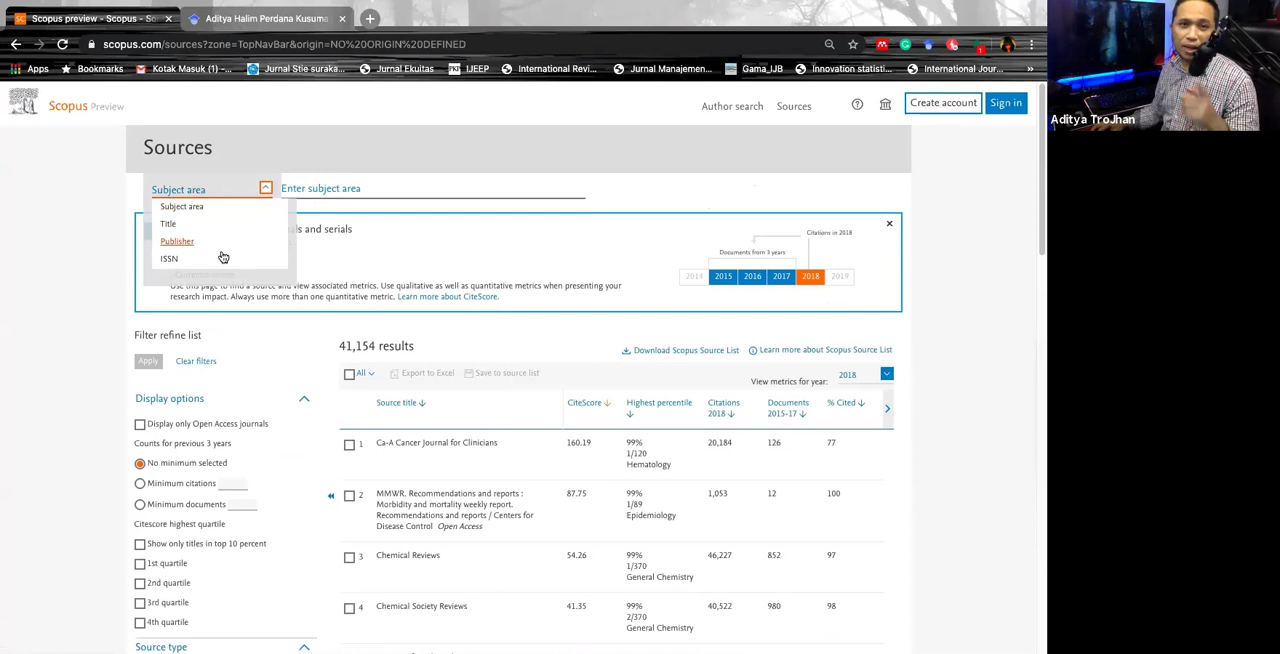 Scopus preview - Scopus - So
Aditya Halim Perdana Kusuma
scopus.com/sources?zone=TopNavBar&origin=NO%20ORIGIN%20DEFINED
Apps
Bookmarks
Kotak Masuk (1) -...
Jurnal Stie suraka...
Jurnal Ekuitas
IJEEP
International Revi...
Jurnal Manajemen...
Gama_IJB
Innovation statisti...
International Jour...
Scopus Preview
Author search
Sources
Create account
Sign in
Aditya TroJhan
Sources
Subject area
Enter subject area
Subject area
Title
Publisher
ISSN
als and serials
Use this page to find a source and view associated metrics. Use qualitative as well as quantitative metrics when presenting your
research impact. Always use more than one quantitative metric. Learn more about CiteScore.
Citations in 2018
Documents from 3 years
2014 2015 2016 2017 2018 2019
Filter refine list
Apply
Clear filters
41,154 results
Download Scopus Source List
Learn more about Scopus Source List
All
Export to Excel
Save to source list
View metrics for year:
2018
Display options
Display only Open Access journals
Counts for previous 3 years
No minimum selected
Minimum citations
Minimum documents
Citescore highest quartile
Show only titles in top 10 percent
1st quartile
2nd quartile
3rd quartile
4th quartile
Source type
Source title
CiteScore
Highest percentile
Citations
2018
Documents
2015-17
% Cited
1 Ca-A Cancer Journal for Clinicians 160.19 99% 20,184 126 77
1/120
Hematology
2 MMWR. Recommendations and reports : 87.75 99% 1,053 12 100
Morbidity and mortality weekly report. 1/89
Recommendations and reports / Centers for Epidemiology
Disease Control Open Access
3 Chemical Reviews 54.26 99% 46,227 852 97
1/370
General Chemistry
4 Chemical Society Reviews 41.35 99% 40,522 980 98
2/370
General Chemistry